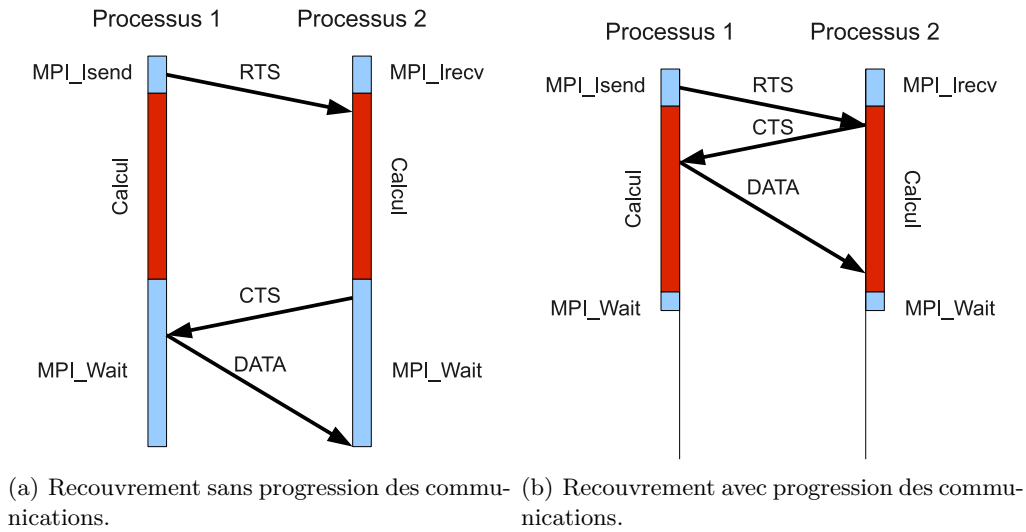 Processus 1 Processus 2
MPI_Isend RTS MPI_Irecv
Calcul Calcul
CTS
MPI_Wait DATA MPI_Wait
(a) Recouvrement sans progression des commu-
nications.
Processus 1 Processus 2
MPI_Isend RTS MPI_Irecv
CTS
Calcul DATA Calcul
MPI_Wait MPI_Wait
(b) Recouvrement avec progression des commu-
nications.